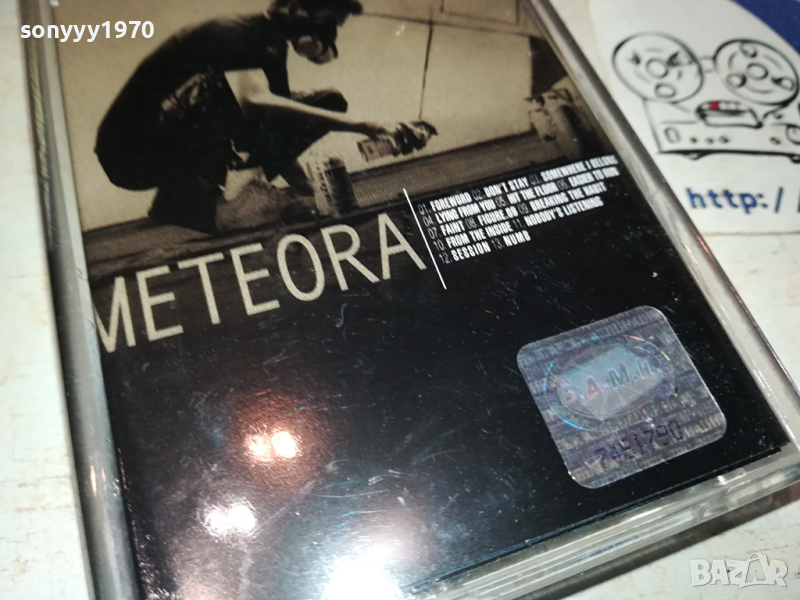 sonyyy1970
METEORA
01. FOREWORD 02. DON'T STAY 03. SOMEWHERE I BELONG
04. LYING FROM YOU 05. HIT THE FLOOR 06. EASIER TO RUN
07. FAINT 08. FIGURE.09 09. BREAKING THE HABIT
10. FROM THE INSIDE 11. NOBODY'S LISTENING
12. SESSION 13. NUMB
7451790
http://
BAZAR